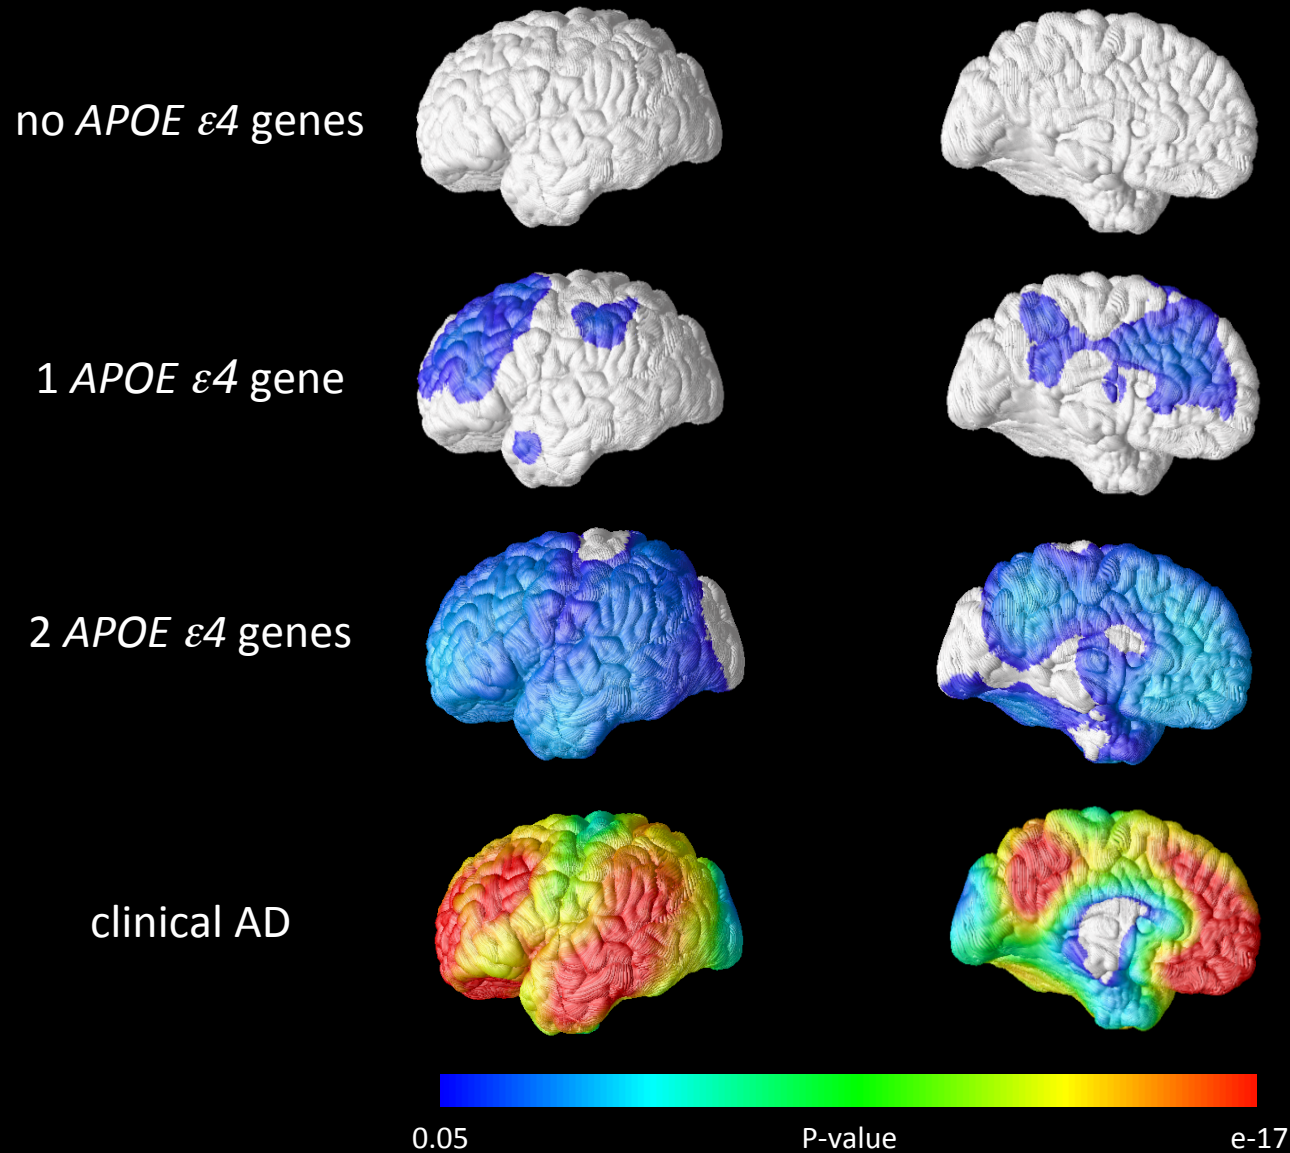 no APOE ε4 genes
1 APOE ε4 gene
2 APOE ε4 genes
clinical AD
0.05 P-value e-17